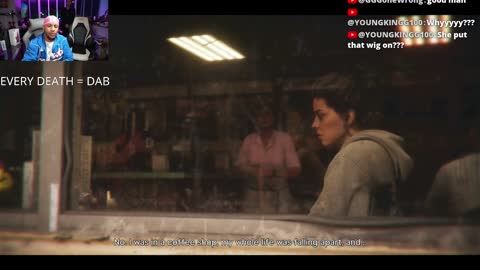 @GGGoneWrong: good man
@YOUNGKINGG100: Whyyyyy???
@YOUNGKINGG100: She put
that wig on???
EVERY DEATH = DAB
No, I was in a coffee shop, my whole life was falling apart, and...